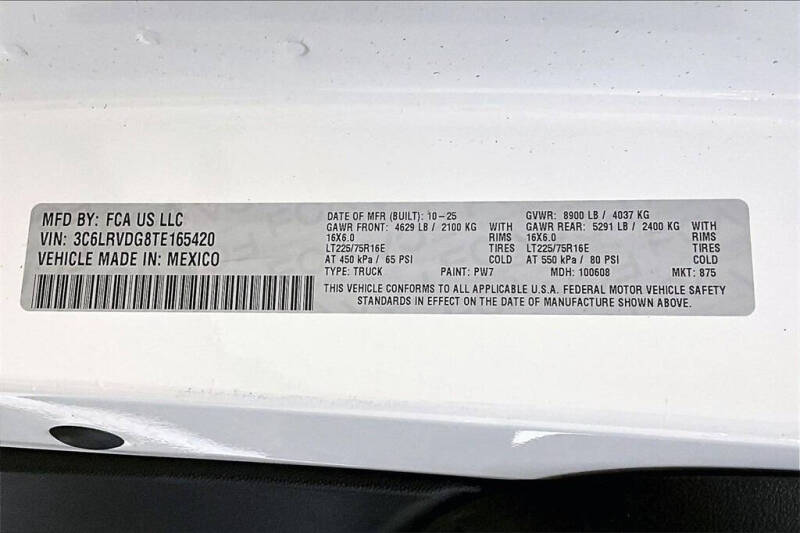 MFD BY: FCA US LLC
VIN: 3C6LRVDG8TE165420
VEHICLE MADE IN: MEXICO
DATE OF MFR (BUILT): 10-25 GVWR: 8900 LB / 4037 KG
GAWR FRONT: 4629 LB / 2100 KG WITH GAWR REAR: 5291 LB / 2400 KG WITH
16X6.0 RIMS 16X6.0 RIMS
LT225/75R16E TIRES LT225/75R16E TIRES
AT 450 kPa / 65 PSI COLD AT 550 kPa / 80 PSI COLD
TYPE: TRUCK PAINT: PW7 MDH: 100608 MKT: 875
THIS VEHICLE CONFORMS TO ALL APPLICABLE U.S.A. FEDERAL MOTOR VEHICLE SAFETY
STANDARDS IN EFFECT ON THE DATE OF MANUFACTURE SHOWN ABOVE.